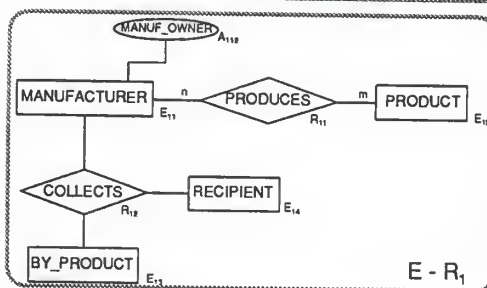 MANUF_OWNER
A112
MANUFACTURER
E11
n
PRODUCES
R11
m
PRODUCT
COLLECTS
R12
RECIPIENT
E14
BY_PRODUCT
E13
E - R1